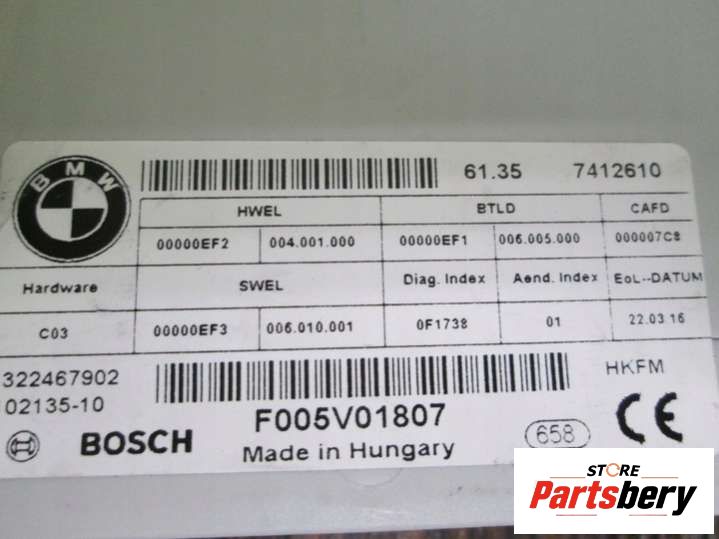 BMW
61.35 7412610
HWEL BTLD CAFD
00000EF2 004.001.000 00000EF1 006.005.000 000007C8
Hardware SWEL Diag. Index Aend. Index EoL--DATUM
C03 00000EF3 006.010.001 0F1738 01 22.03.16
322467902 HKFM
02135-10
F005V01807
BOSCH Made in Hungary 658 CE
STORE
Partsbery